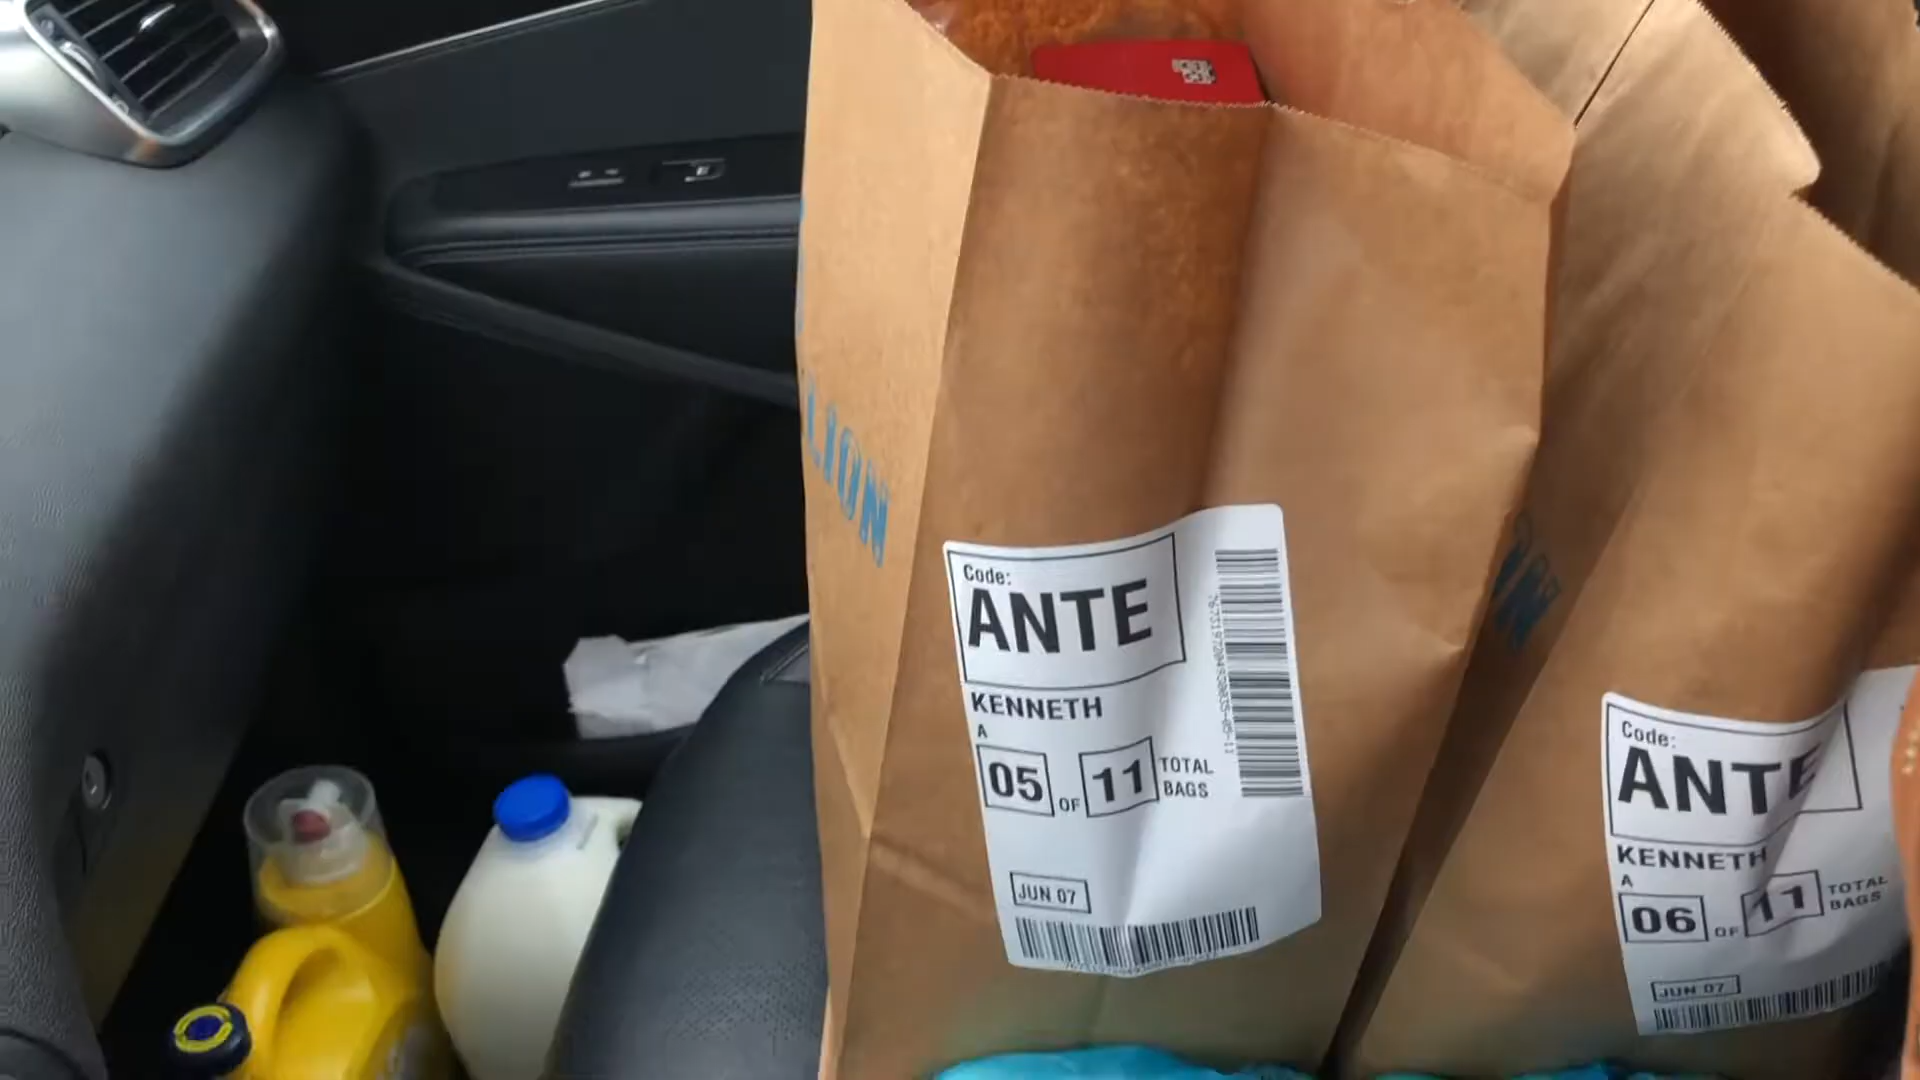 LION
Code:
ANTE
KENNETH
A
05 OF 11 TOTAL
BAGS
JUN 07
Code:
ANTE
KENNETH
A
06 OF 11 TOTAL
BAGS
JUN 07